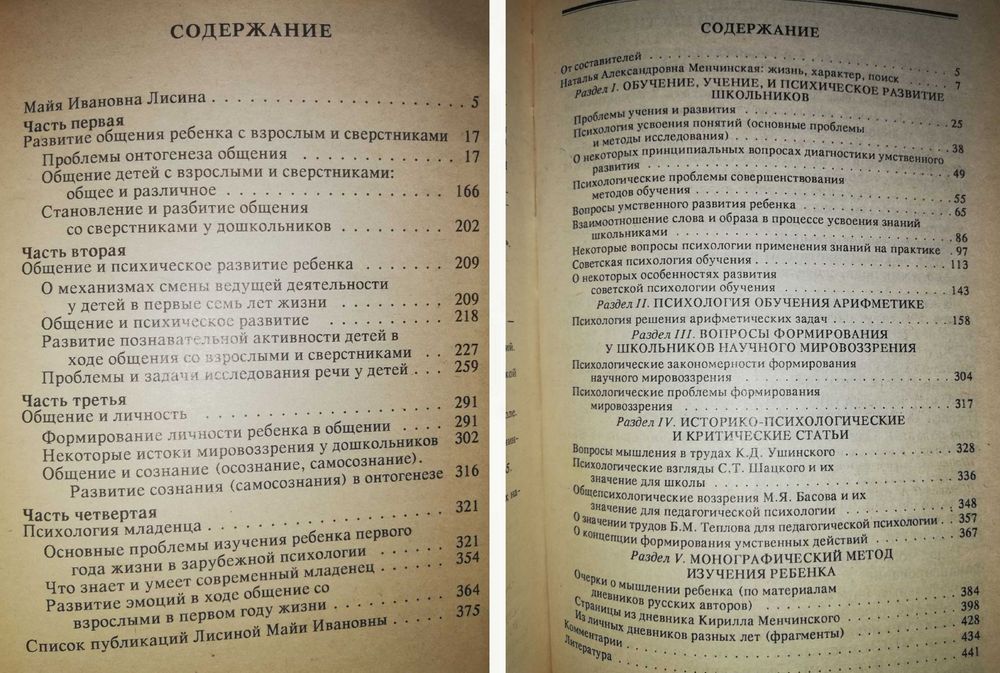 СОДЕРЖАНИЕ
Майя Ивановна Лисина . . . . . . . . . . . . . . . . . . . . . 5
Часть первая
Развитие общения ребенка с взрослым и сверстниками 17
Проблемы онтогенеза общения . . . . . . . . . . . . 17
Общение детей с взрослыми и сверстниками:
общее и различное . . . . . . . . . . . . . . . . . 166
Становление и разбитие общения
со сверстниками у дошкольников . . . . . . . . 202
Часть вторая
Общение и психическое развитие ребенка . . . . . . . 209
О механизмах смены ведущей деятельности
у детей в первые семь лет жизни . . . . . . . . 209
Общение и психическое развитие . . . . . . . . . . 218
Развитие познавательной активности детей в
ходе общения со взрослыми и сверстниками . . 227
Проблемы и задачи исследования речи у детей . . . 259
Часть третья
Общение и личность . . . . . . . . . . . . . . . . . . . 291
Формирование личности ребенка в общении . . . . 291
Некоторые истоки мировоззрения у дошкольников 302
Общение и сознание (осознание, самосознание).
Развитие сознания (самосознания) в онтогенезе 316
Часть четвертая
Психология младенца . . . . . . . . . . . . . . . . . . . 321
Основные проблемы изучения ребенка первого
года жизни в зарубежной психологии . . . . . . 321
Что знает и умеет современный младенец . . . . . . 354
Развитие эмоций в ходе общение со
взрослыми в первом году жизни . . . . . . . . . 364
Список публикаций Лисиной Майи Ивановны . . . . . . 375
СОДЕРЖАНИЕ
От составителей . . . . . . . . . . . . . . . . . . . . . 5
Наталья Александровна Менчинская: жизнь, характер, поиск . . . . . 7
Раздел I. ОБУЧЕНИЕ, УЧЕНИЕ, И ПСИХИЧЕСКОЕ РАЗВИТИЕ
ШКОЛЬНИКОВ
Проблемы учения и развития . . . . . . . . . . . . . . . 25
Психология усвоения понятий (основные проблемы
и методы исследования) . . . . . . . . . . . . . . . 38
О некоторых принципиальных вопросах диагностики умственного
развития . . . . . . . . . . . . . . . . . . . . . . 49
Психологические проблемы совершенствования
методов обучения . . . . . . . . . . . . . . . . . . 55
Вопросы умственного развития ребенка . . . . . . . . . . 65
Взаимоотношение слова и образа в процессе усвоения знаний
школьниками . . . . . . . . . . . . . . . . . . . . 86
Некоторые вопросы психологии применения знаний на практике . 97
Советская психология обучения . . . . . . . . . . . . . . 113
О некоторых особенностях развития
советской психологии обучения . . . . . . . . . . . . 143
Раздел II. ПСИХОЛОГИЯ ОБУЧЕНИЯ АРИФМЕТИКЕ
Психология решения арифметических задач . . . . . . . . . 158
Раздел III. ВОПРОСЫ ФОРМИРОВАНИЯ
У ШКОЛЬНИКОВ НАУЧНОГО МИРОВОЗЗРЕНИЯ
Психологические закономерности формирования
научного мировоззрения . . . . . . . . . . . . . . . 304
Психологические проблемы формирования
мировоззрения . . . . . . . . . . . . . . . . . . . 317
Раздел IV. ИСТОРИКО-ПСИХОЛОГИЧЕСКИЕ
И КРИТИЧЕСКИЕ СТАТЬИ
Вопросы мышления в трудах К.Д. Ушинского . . . . . . . . 328
Психологические взгляды С.Т. Шацкого и их
значение для школы . . . . . . . . . . . . . . . . . 336
Общепсихологические воззрения М.Я. Басова и их
значение для педагогической психологии . . . . . . . 348
О значении трудов Б.М. Теплова для педагогической психологии . . 357
О концепции формирования умственных действий . . . . . . 367
Раздел V. МОНОГРАФИЧЕСКИЙ МЕТОД
ИЗУЧЕНИЯ РЕБЕНКА
Очерки о мышлении ребенка (по материалам
дневников русских авторов) . . . . . . . . . . . . . 384
Страницы из дневника Кирилла Менчинского . . . . . . . . 398
Из личных дневников разных лет (фрагменты) . . . . . . . 428
Комментарии . . . . . . . . . . . . . . . . . . . . . . 434
Литература . . . . . . . . . . . . . . . . . . . . . . . 441